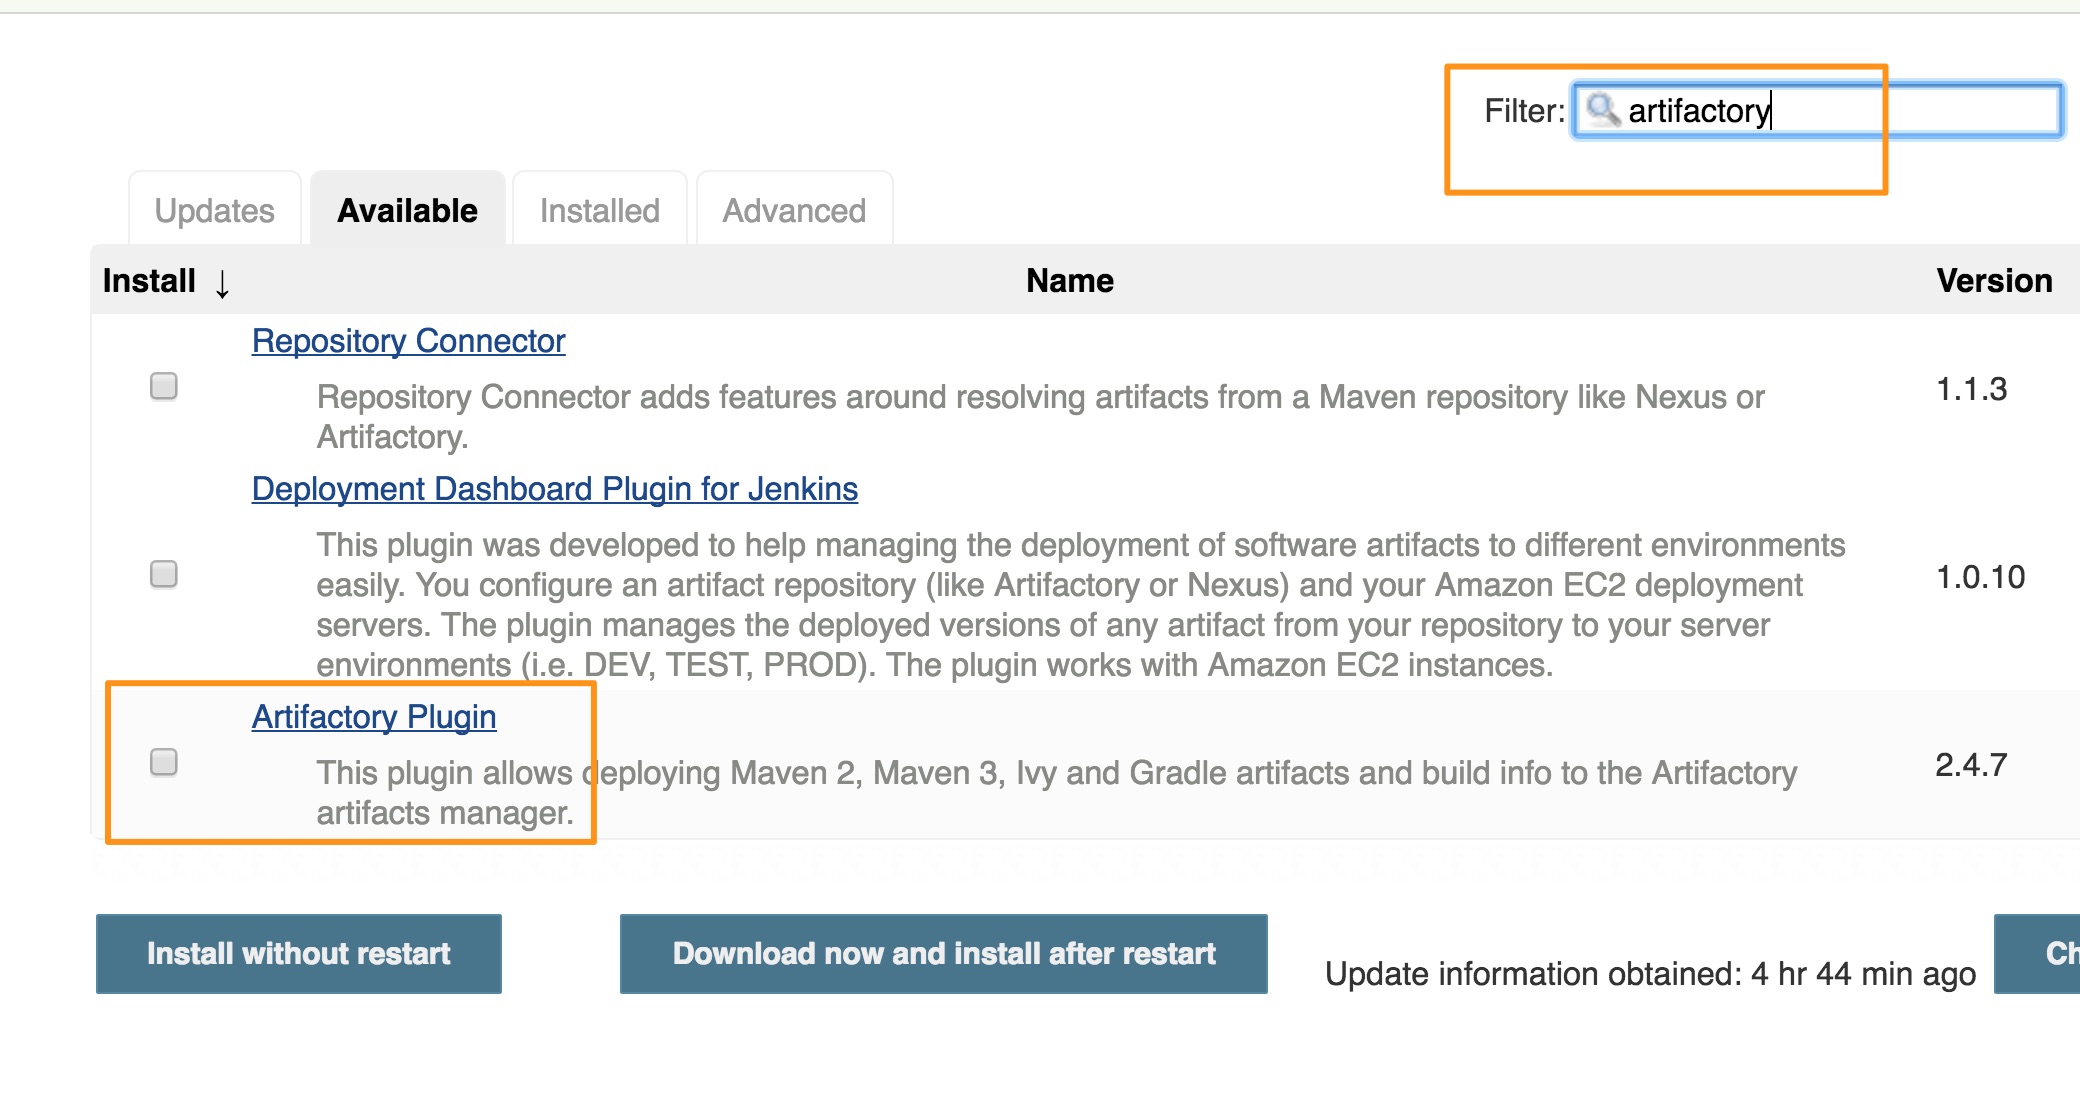 Filter: artifactory
Updates Available Installed Advanced
Install ↓ Name Version
Repository Connector
Repository Connector adds features around resolving artifacts from a Maven repository like Nexus or
Artifactory.
1.1.3
Deployment Dashboard Plugin for Jenkins
This plugin was developed to help managing the deployment of software artifacts to different environments
easily. You configure an artifact repository (like Artifactory or Nexus) and your Amazon EC2 deployment
servers. The plugin manages the deployed versions of any artifact from your repository to your server
environments (i.e. DEV, TEST, PROD). The plugin works with Amazon EC2 instances.
1.0.10
Artifactory Plugin
This plugin allows deploying Maven 2, Maven 3, Ivy and Gradle artifacts and build info to the Artifactory
artifacts manager.
2.4.7
Install without restart
Download now and install after restart
Update information obtained: 4 hr 44 min ago